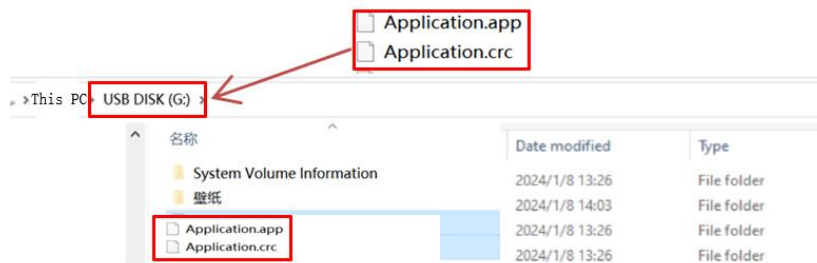 Application.app
Application.crc
This PC > USB DISK (G:) >
名称 Date modified Type
System Volume Information 2024/1/8 13:26 File folder
壁纸 2024/1/8 14:03 File folder
Application.app 2024/1/8 13:26 File folder
Application.crc 2024/1/8 13:26 File folder